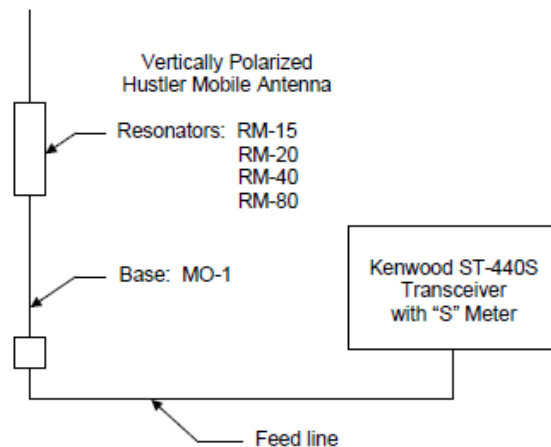 Vertically Polarized
Hustler Mobile Antenna
Resonators: RM-15
RM-20
RM-40
RM-80
Base: MO-1
Kenwood ST-440S
Transceiver
with “S” Meter
Feed line